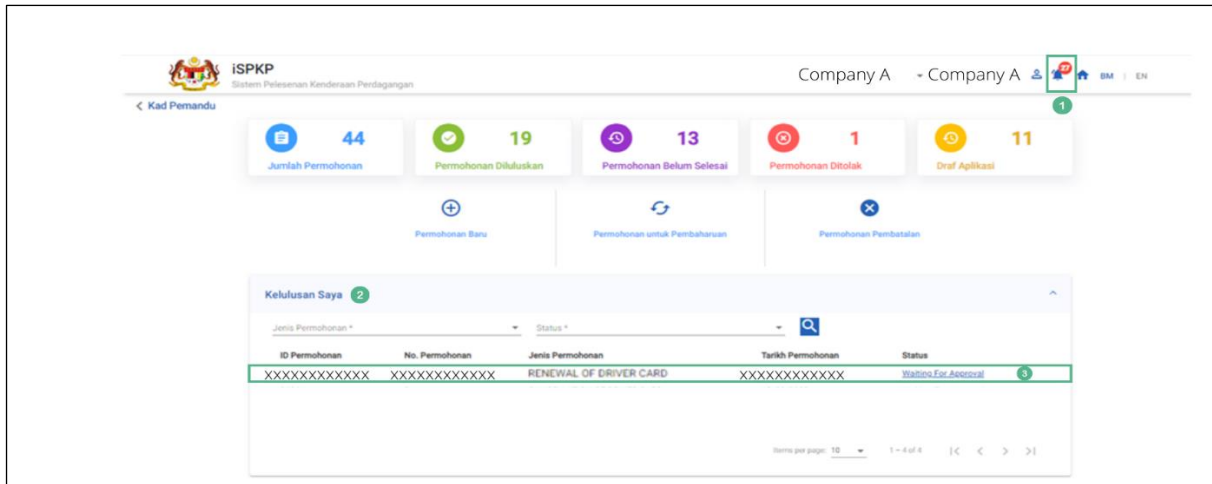 iSPKP
Sistem Pelesenan Kenderaan Perdagangan
Company A Company A 27 BM | EN
1
Kad Pemandu
44 19 13 1 11
Jumlah Permohonan Permohonan Diluluskan Permohonan Belum Selesai Permohonan Ditolak Draf Aplikasi
Permohonan Baru Permohonan untuk Pembaharuan Permohonan Pembatalan
Kelulusan Saya 2
Jenis Permohonan * Status *
ID Permohonan No. Permohonan Jenis Permohonan Tarikh Permohonan Status
XXXXXXXXXXXX XXXXXXXXXXXX RENEWAL OF DRIVER CARD XXXXXXXXXXXX Waiting For Approval 3
Items per page: 10 1 – 4 of 4